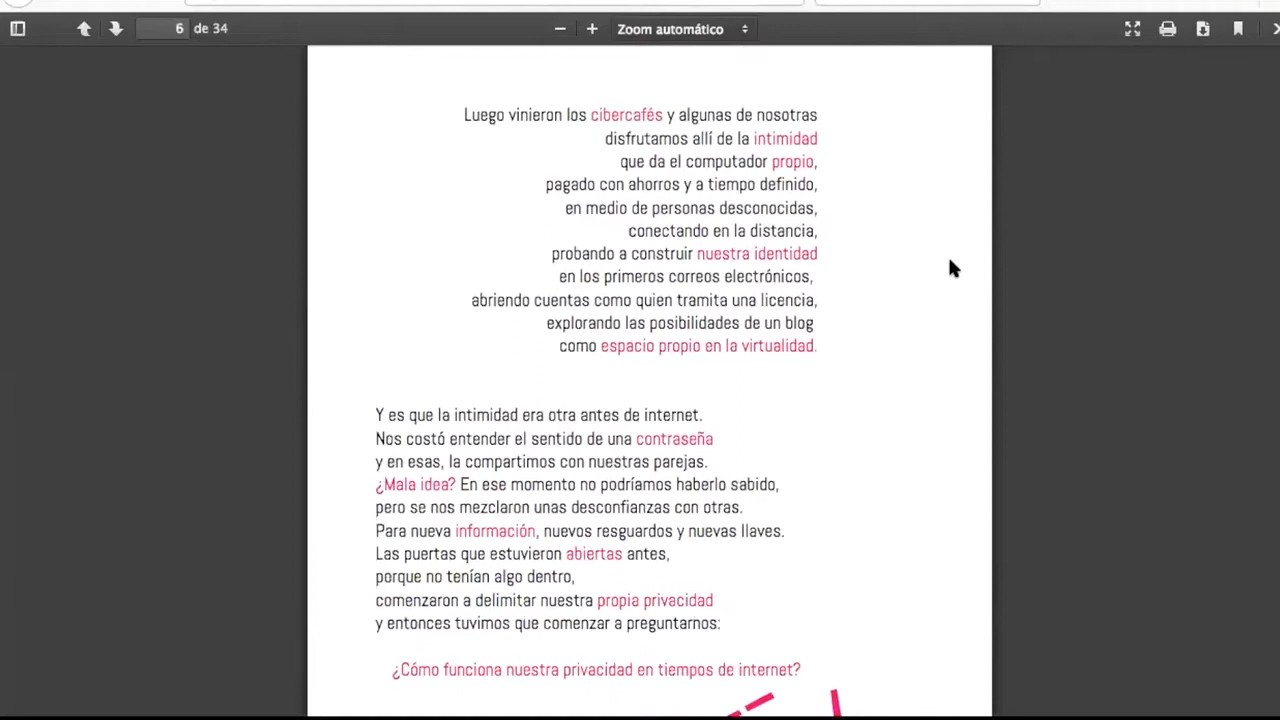 6 de 34
Zoom automático
Luego vinieron los cibercafés y algunas de nosotras
disfrutamos allí de la intimidad
que da el computador propio,
pagado con ahorros y a tiempo definido,
en medio de personas desconocidas,
conectando en la distancia,
probando a construir nuestra identidad
en los primeros correos electrónicos,
abriendo cuentas como quien tramita una licencia,
explorando las posibilidades de un blog
como espacio propio en la virtualidad.
Y es que la intimidad era otra antes de internet.
Nos costó entender el sentido de una contraseña
y en esas, la compartimos con nuestras parejas.
¿Mala idea? En ese momento no podríamos haberlo sabido,
pero se nos mezclaron unas desconfianzas con otras.
Para nueva información, nuevos resguardos y nuevas llaves.
Las puertas que estuvieron abiertas antes,
porque no tenían algo dentro,
comenzaron a delimitar nuestra propia privacidad
y entonces tuvimos que comenzar a preguntarnos:
¿Cómo funciona nuestra privacidad en tiempos de internet?